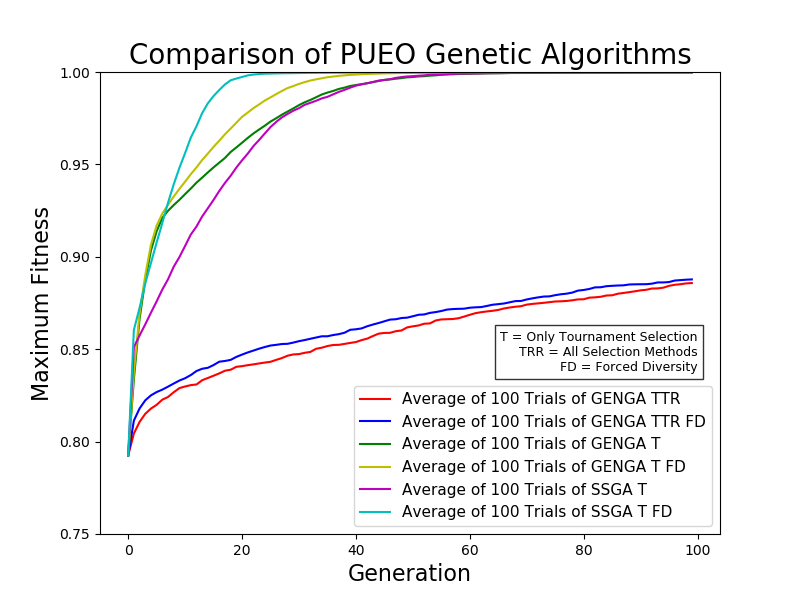 Comparison of PUEO Genetic Algorithms
1.00
0.95
0.90
0.85
0.80
0.75
Maximum Fitness
T = Only Tournament Selection
TRR = All Selection Methods
FD = Forced Diversity
Average of 100 Trials of GENGA TTR
Average of 100 Trials of GENGA TTR FD
Average of 100 Trials of GENGA T
Average of 100 Trials of GENGA T FD
Average of 100 Trials of SSGA T
Average of 100 Trials of SSGA T FD
0 20 40 60 80 100
Generation